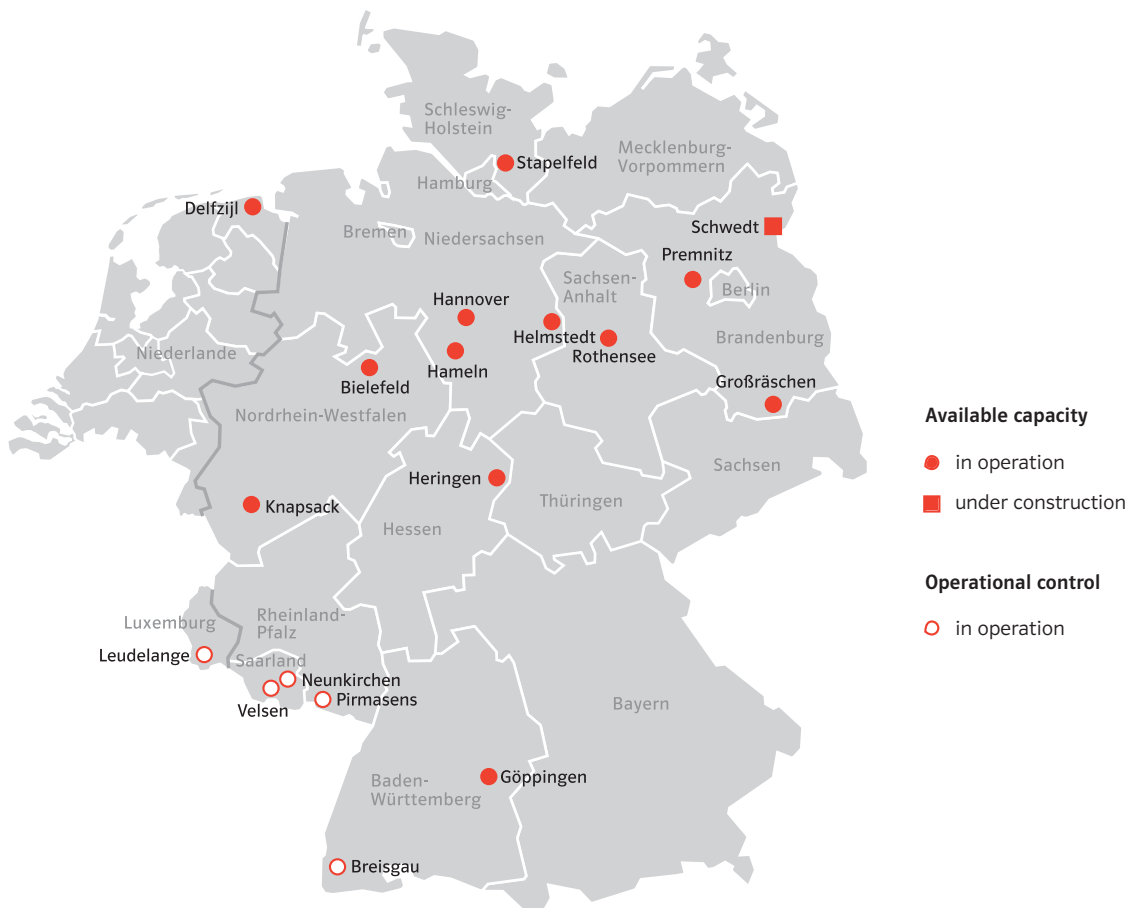 Schleswig-
Holstein
Mecklenburg-
Vorpommern
Stapelfeld
Hamburg
Delfzijl
Schwedt
Bremen
Niedersachsen
Premnitz
Sachsen-
Anhalt
Berlin
Hannover
Helmstedt
Brandenburg
Niederlande
Rothensee
Hameln
Bielefeld
Großräschen
Nordrhein-Westfalen
Available capacity
in operation
under construction
Sachsen
Heringen
Thüringen
Knapsack
Hessen
Operational control
in operation
Luxemburg
Rheinland-
Pfalz
Leudelange
Saarland
Neunkirchen
Pirmasens
Velsen
Bayern
Göppingen
Baden-
Württemberg
Breisgau